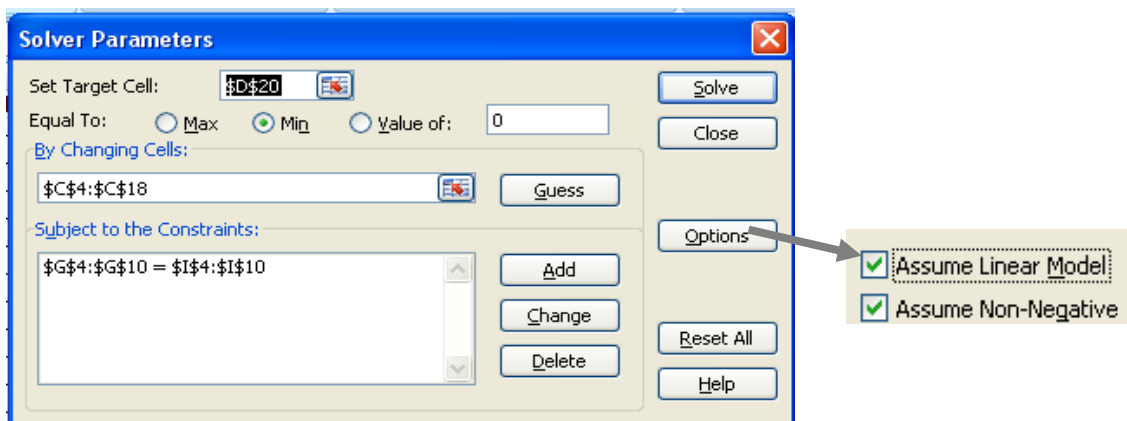 Solver Parameters
Set Target Cell: $D$20 Solve
Equal To: Max Min Value of: 0 Close
By Changing Cells:
$C$4:$C$18 Guess
Subject to the Constraints: Options
$G$4:$G$10 = $I$4:$I$10 Add
Change
Delete
Reset All
Help
Assume Linear Model
Assume Non-Negative